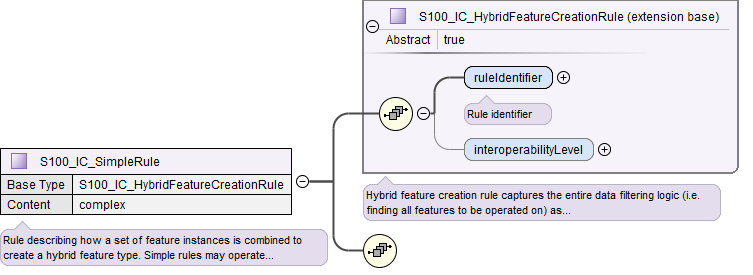 S100_IC_HybridFeatureCreationRule (extension base)
Abstract true
ruleIdentifier
Rule identifier
interoperabilityLevel
S100_IC_SimpleRule
Base Type S100_IC_HybridFeatureCreationRule
Content complex
Hybrid feature creation rule captures the entire data filtering logic (i.e.
finding all features to be operated on) as...
Rule describing how a set of feature instances is combined to
create a hybrid feature type. Simple rules may operate...